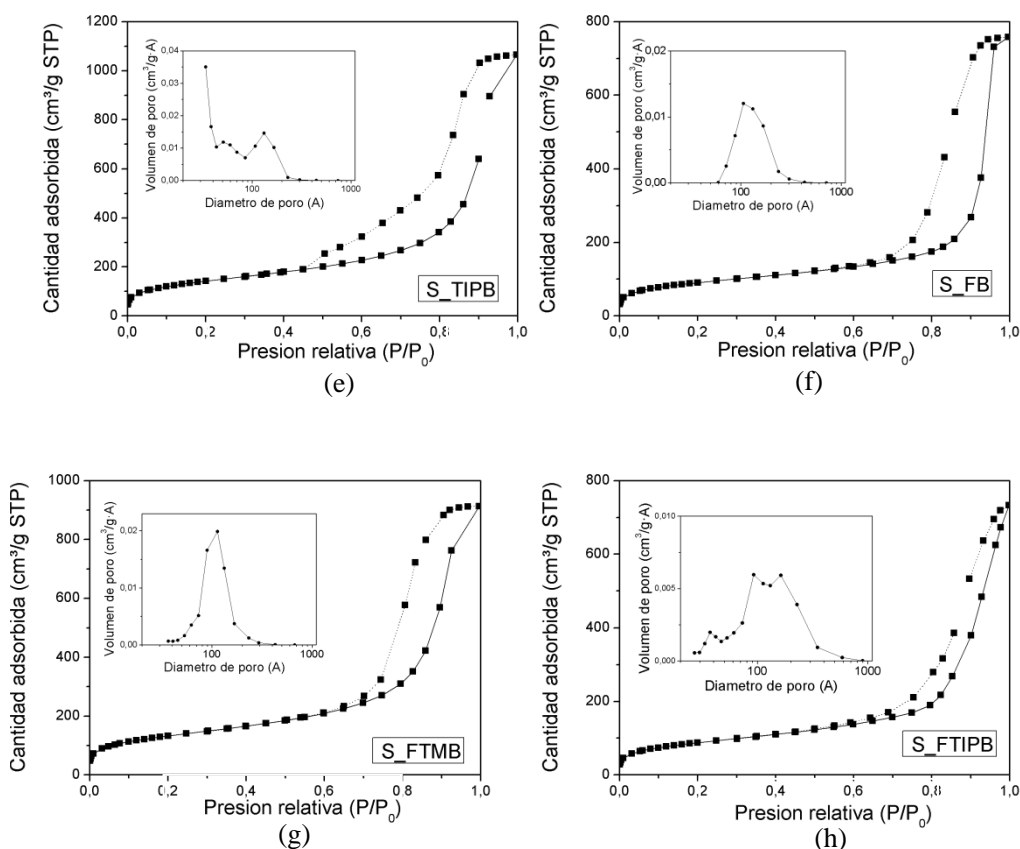 1200
1000
800
600
400
200
0
Cantidad adsorbida (cm³/g STP)
0,04
0,03
0,02
0,01
0,00
Volumen de poro (cm³/g·A)
100
1000
Diametro de poro (A)
S_TIPB
0,0
0,2
0,4
0,6
0,8
1,0
Presion relativa (P/P₀)
(e)
800
600
400
200
0
Cantidad adsorbida (cm³/g STP)
0,02
0,01
0,00
Volumen de poro (cm³/g·A)
100
1000
Diametro de poro (A)
S_FB
0,0
0,2
0,4
0,6
0,8
1,0
Presion relativa (P/P₀)
(f)
1000
800
600
400
200
0
Cantidad adsorbida (cm³/g STP)
0,02
0,01
0,00
Volumen de poro (cm³/g·A)
100
1000
Diametro de poro (A)
S_FTMB
0,0
0,2
0,4
0,6
0,8
1,0
Presion relativa (P/P₀)
(g)
800
600
400
200
0
Cantidad adsorbida (cm³/g STP)
0,010
0,005
0,000
Volumen de poro (cm³/g·A)
100
1000
Diametro de poro (A)
S_FTIPB
0,0
0,2
0,4
0,6
0,8
1,0
Presion relativa (P/P₀)
(h)